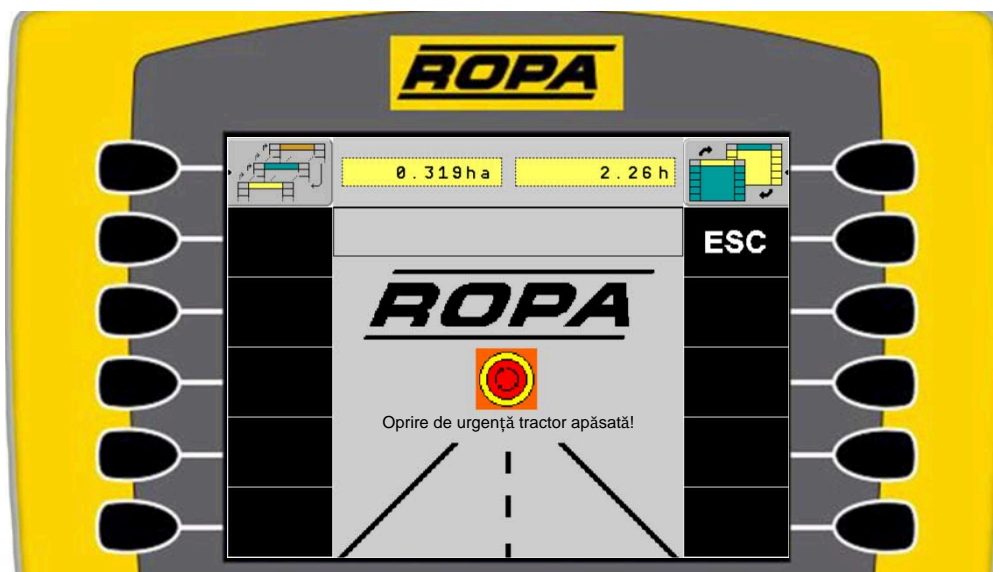 ROPA
0.319ha 2.26h
ESC
ROPA
Oprire de urgență tractor apăsată!